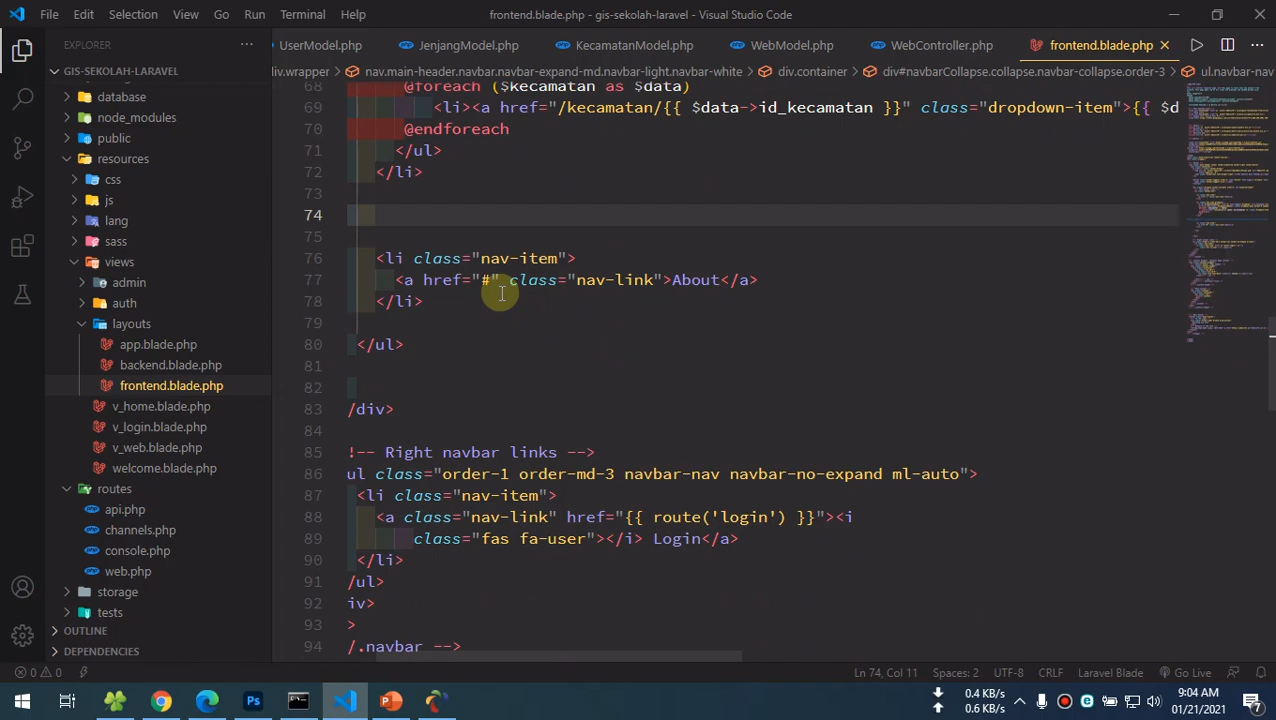 File Edit Selection View Go Run Terminal Help frontend.blade.php - gis-sekolah-laravel - Visual Studio Code
EXPLORER
UserModel.php JenjangModel.php KecamatanModel.php WebModel.php WebController.php frontend.blade.php
div.wrapper nav.main-header.navbar.navbar-expand-md.navbar-light.navbar-white div.container div#navbarCollapse.collapse.navbar-collapse.order-3 ul.navbar-nav
GIS-SEKOLAH-LARAVEL
database
node_modules
public
resources
css
js
lang
sass
views
admin
auth
layouts
app.blade.php
backend.blade.php
frontend.blade.php
v_home.blade.php
v_login.blade.php
v_web.blade.php
welcome.blade.php
routes
api.php
channels.php
console.php
web.php
storage
tests
OUTLINE
DEPENDENCIES
68 @foreach ($kecamatan as $data)
69 <li><a href="/kecamatan/{{ $data->id_kecamatan }}" class="dropdown-item">{{ $d
70 @endforeach
71 </ul>
72 </li>
73
74
75
76 <li class="nav-item">
77 <a href="#" class="nav-link">About</a>
78 </li>
79
80 </ul>
81
82
83 /div>
84
85 !-- Right navbar links -->
86 ul class="order-1 order-md-3 navbar-nav navbar-no-expand ml-auto">
87 <li class="nav-item">
88 <a class="nav-link" href="{{ route('login') }}"><i
89 class="fas fa-user"></i> Login</a>
90 </li>
91 /ul>
92 iv>
93 >
94 /.navbar -->
0 0 Ln 74, Col 11 Spaces: 2 UTF-8 CRLF Laravel Blade Go Live
Ps
0.4 KB/s
0.6 KB/s
9:04 AM
01/21/2021
7